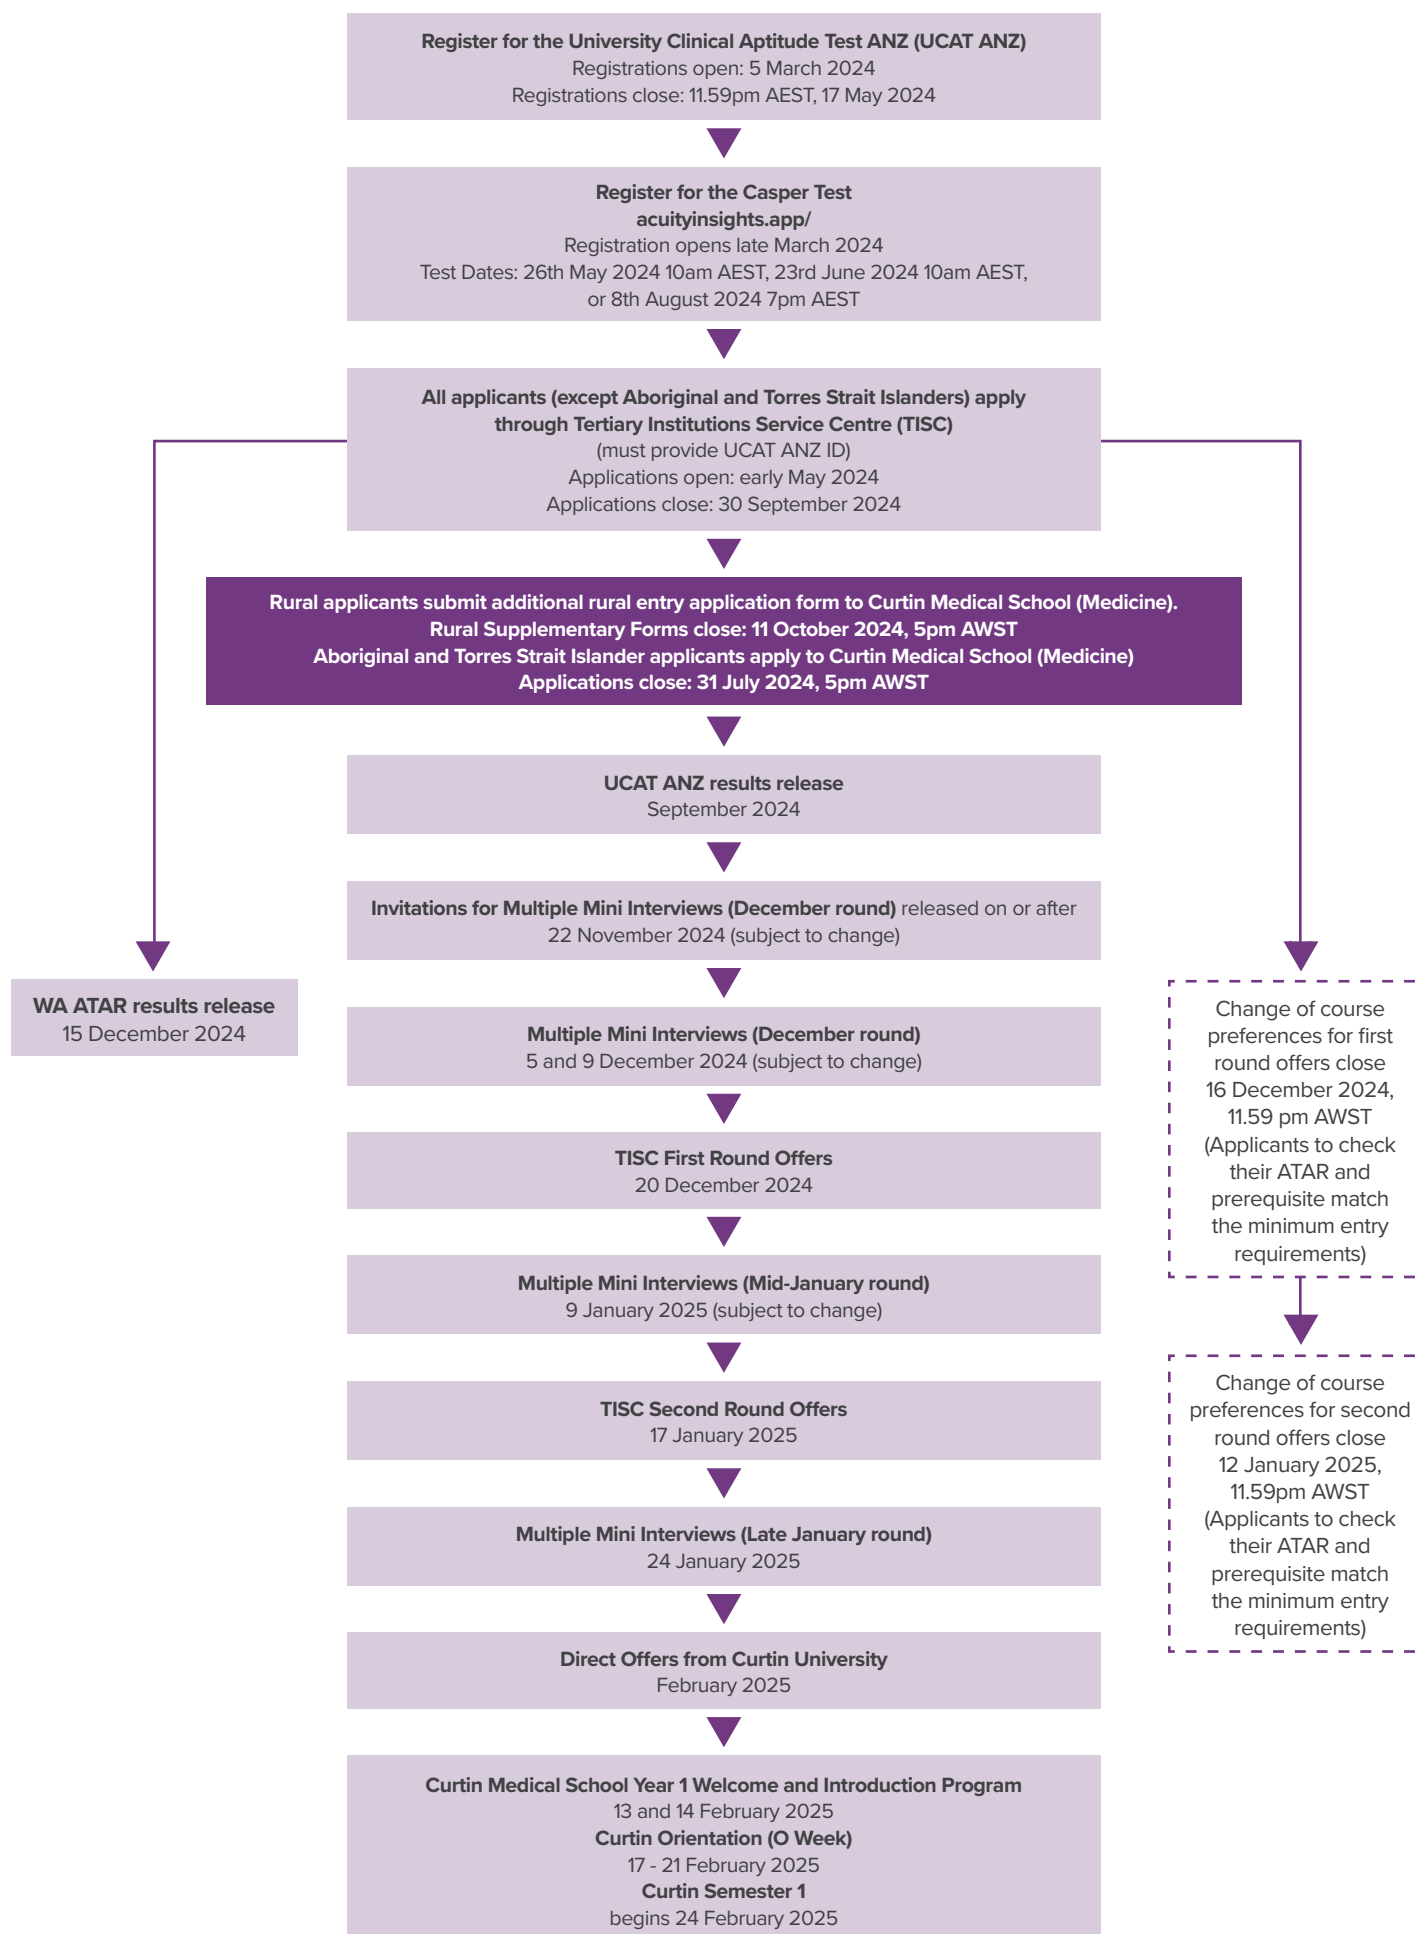 Register for the University Clinical Aptitude Test ANZ (UCAT ANZ)
Registrations open: 5 March 2024
Registrations close: 11.59pm AEST, 17 May 2024
Register for the Casper Test
acuityinsights.app/
Registration opens late March 2024
Test Dates: 26th May 2024 10am AEST, 23rd June 2024 10am AEST,
or 8th August 2024 7pm AEST
All applicants (except Aboriginal and Torres Strait Islanders) apply
through Tertiary Institutions Service Centre (TISC)
(must provide UCAT ANZ ID)
Applications open: early May 2024
Applications close: 30 September 2024
Rural applicants submit additional rural entry application form to Curtin Medical School (Medicine).
Rural Supplementary Forms close: 11 October 2024, 5pm AWST
Aboriginal and Torres Strait Islander applicants apply to Curtin Medical School (Medicine)
Applications close: 31 July 2024, 5pm AWST
UCAT ANZ results release
September 2024
Invitations for Multiple Mini Interviews (December round) released on or after
22 November 2024 (subject to change)
WA ATAR results release
15 December 2024
Multiple Mini Interviews (December round)
5 and 9 December 2024 (subject to change)
TISC First Round Offers
20 December 2024
Multiple Mini Interviews (Mid-January round)
9 January 2025 (subject to change)
TISC Second Round Offers
17 January 2025
Multiple Mini Interviews (Late January round)
24 January 2025
Direct Offers from Curtin University
February 2025
Curtin Medical School Year 1 Welcome and Introduction Program
13 and 14 February 2025
Curtin Orientation (O Week)
17 - 21 February 2025
Curtin Semester 1
begins 24 February 2025
Change of course
preferences for first
round offers close
16 December 2024,
11.59 pm AWST
(Applicants to check
their ATAR and
prerequisite match
the minimum entry
requirements)
Change of course
preferences for second
round offers close
12 January 2025,
11.59pm AWST
(Applicants to check
their ATAR and
prerequisite match
the minimum entry
requirements)